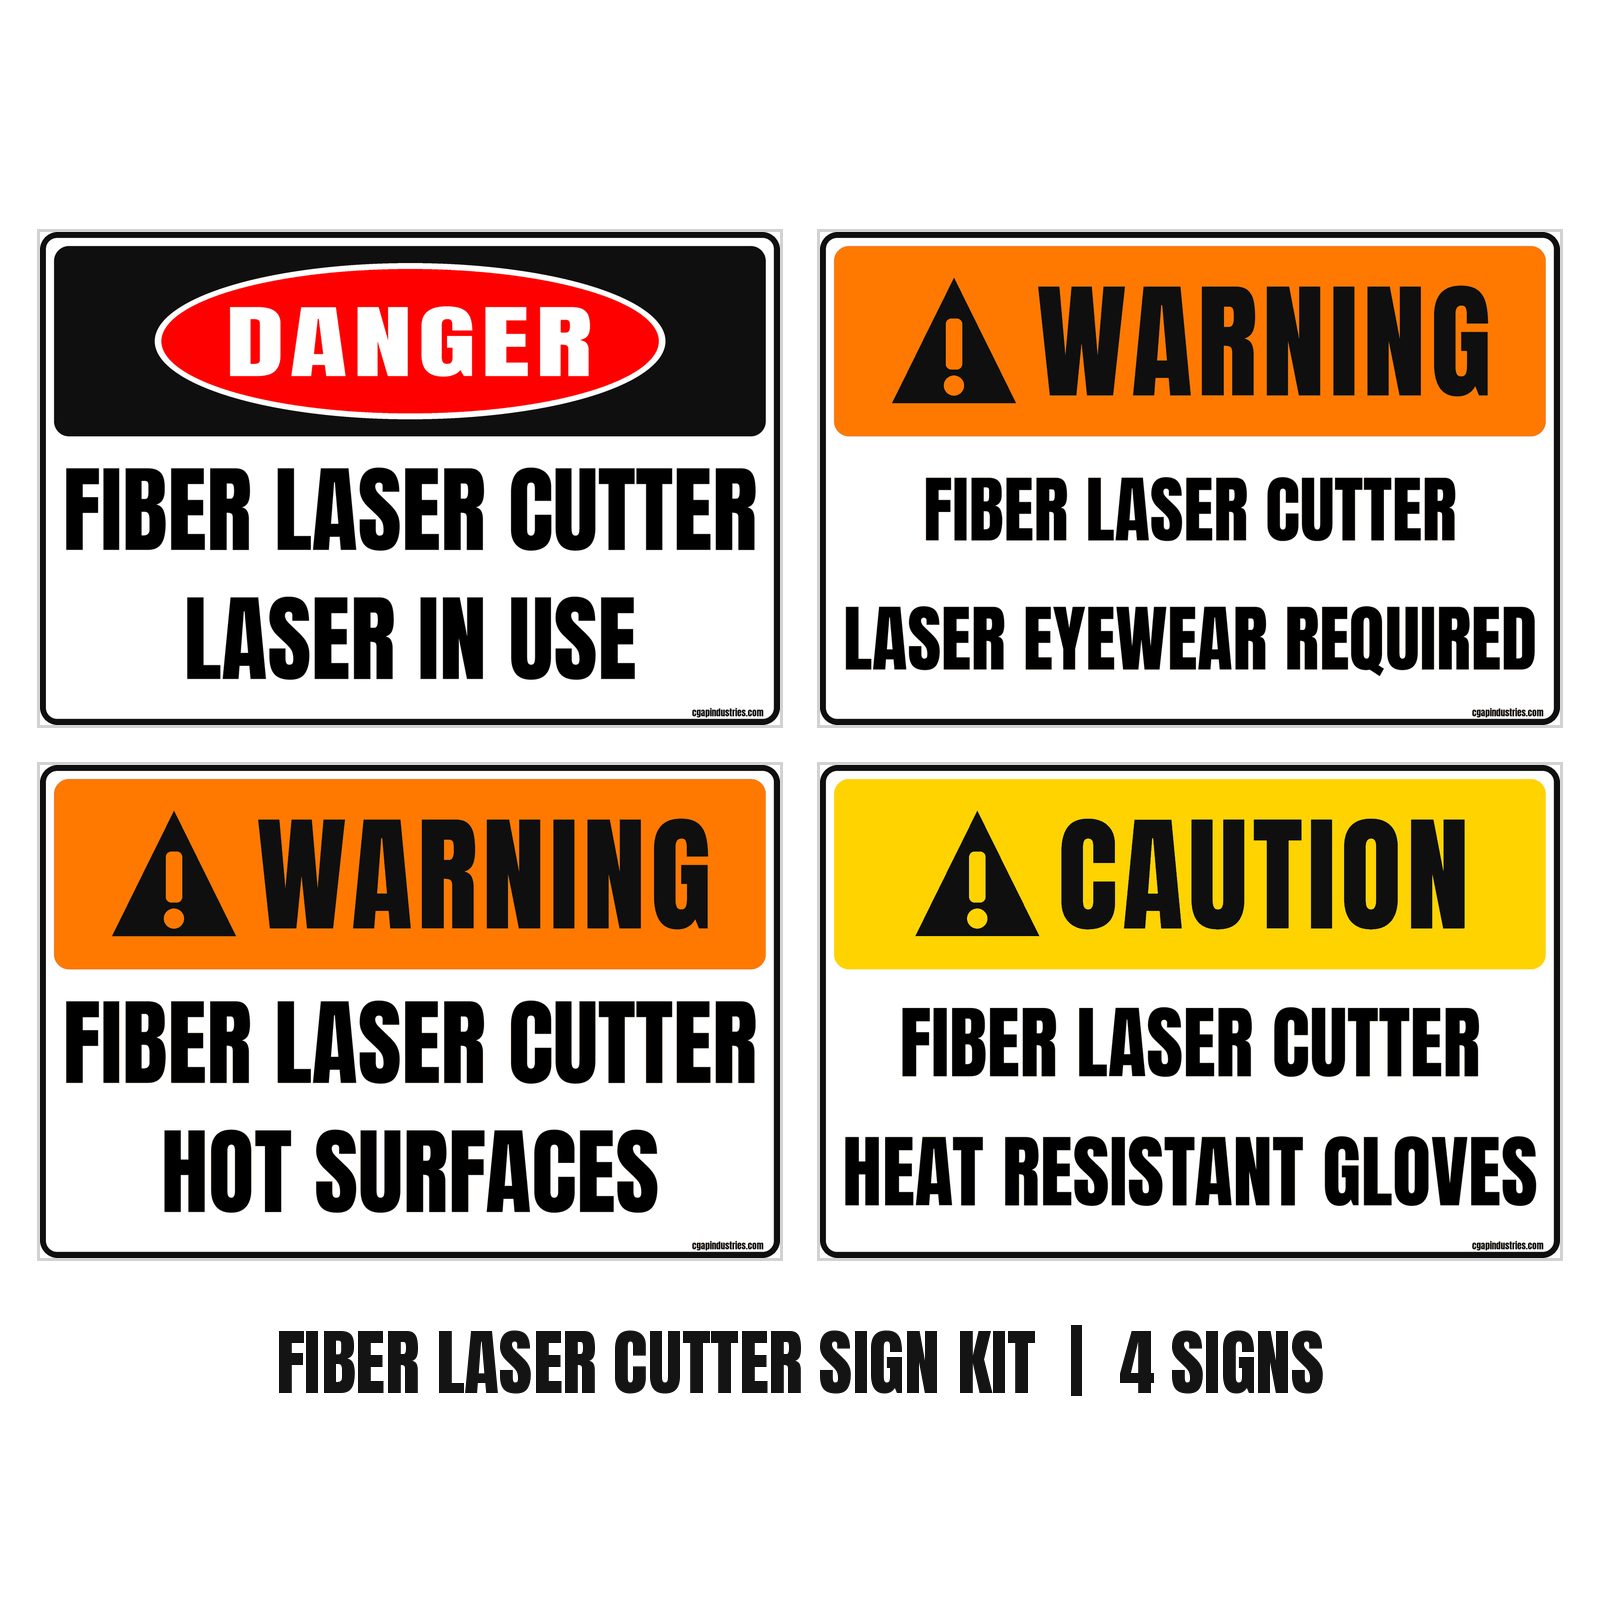 DANGER
FIBER LASER CUTTER
LASER IN USE
cgapindustries.com
WARNING
FIBER LASER CUTTER
LASER EYEWEAR REQUIRED
cgapindustries.com
WARNING
FIBER LASER CUTTER
HOT SURFACES
cgapindustries.com
CAUTION
FIBER LASER CUTTER
HEAT RESISTANT GLOVES
cgapindustries.com
FIBER LASER CUTTER SIGN KIT | 4 SIGNS